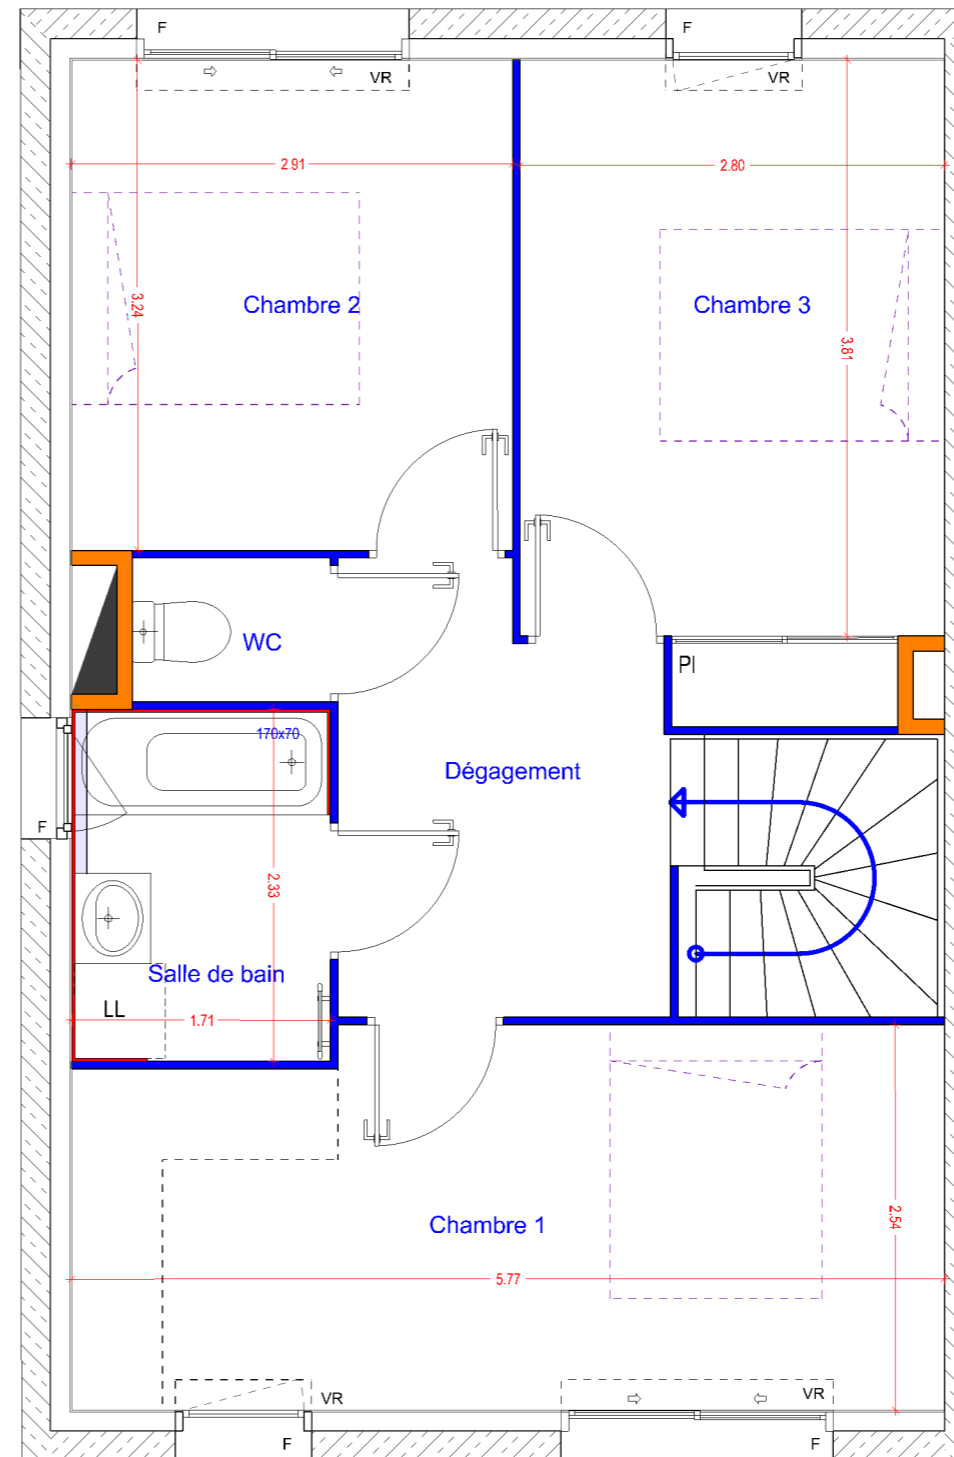 F
F
VR
VR
2.91
2.80
3.24
Chambre 2
Chambre 3
3.81
WC
PI
170x70
Dégagement
F
2.33
Salle de bain
LL
1.71
Chambre 1
2.54
5.77
VR
VR
F
F